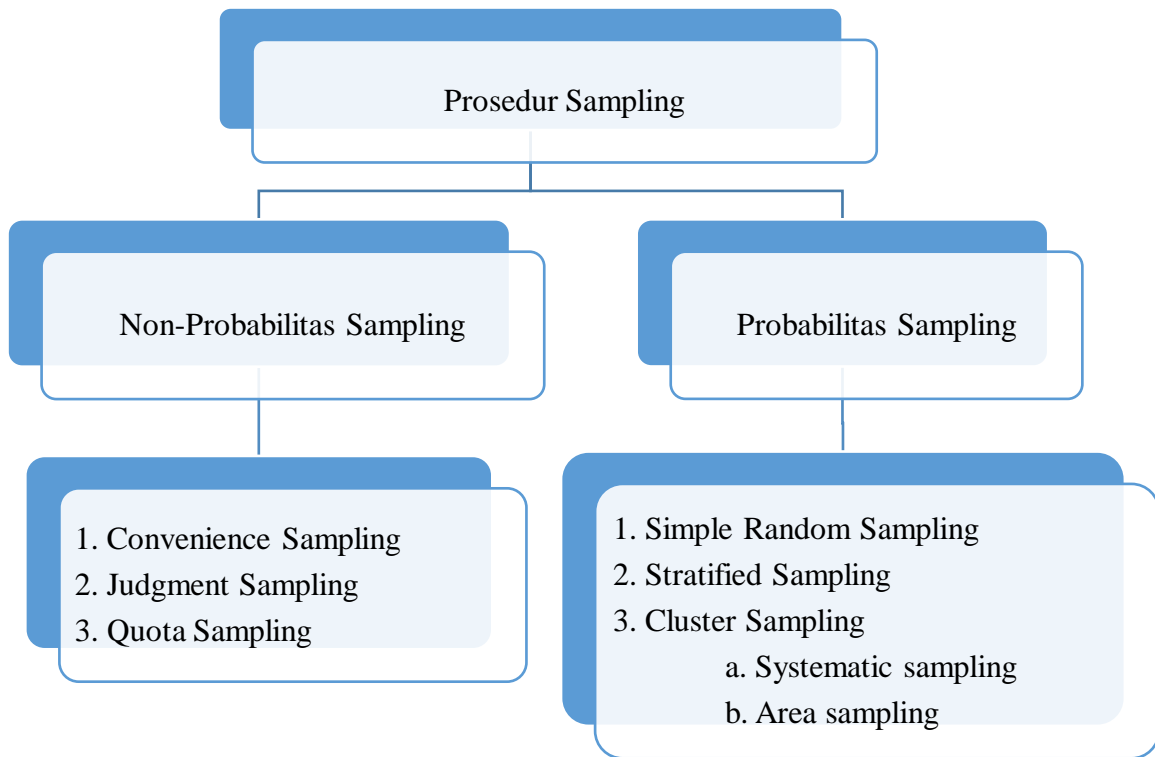 Prosedur Sampling
Non-Probabilitas Sampling
Probabilitas Sampling
1. Convenience Sampling
2. Judgment Sampling
3. Quota Sampling
1. Simple Random Sampling
2. Stratified Sampling
3. Cluster Sampling
a. Systematic sampling
b. Area sampling